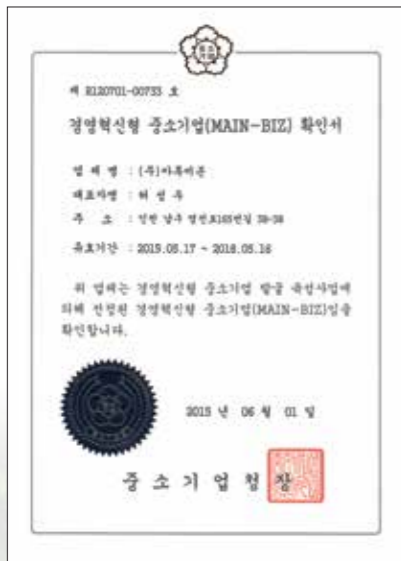 제 R120701-00733 호
경영혁신형 중소기업(MAIN-BIZ) 확인서
업 체 명 : (주)아록이엔
대표자명 : 허 성 우
주 소 : 인천 남구 염전로165번길 38-38
유효기간 : 2015.05.17 ~ 2018.05.16
위 업체는 경영혁신형 중소기업 발굴 육성사업에
의해 선정된 경영혁신형 중소기업(MAIN-BIZ)임을
확인합니다.
2015 년 06 월 01 일
중 소 기 업 청 장